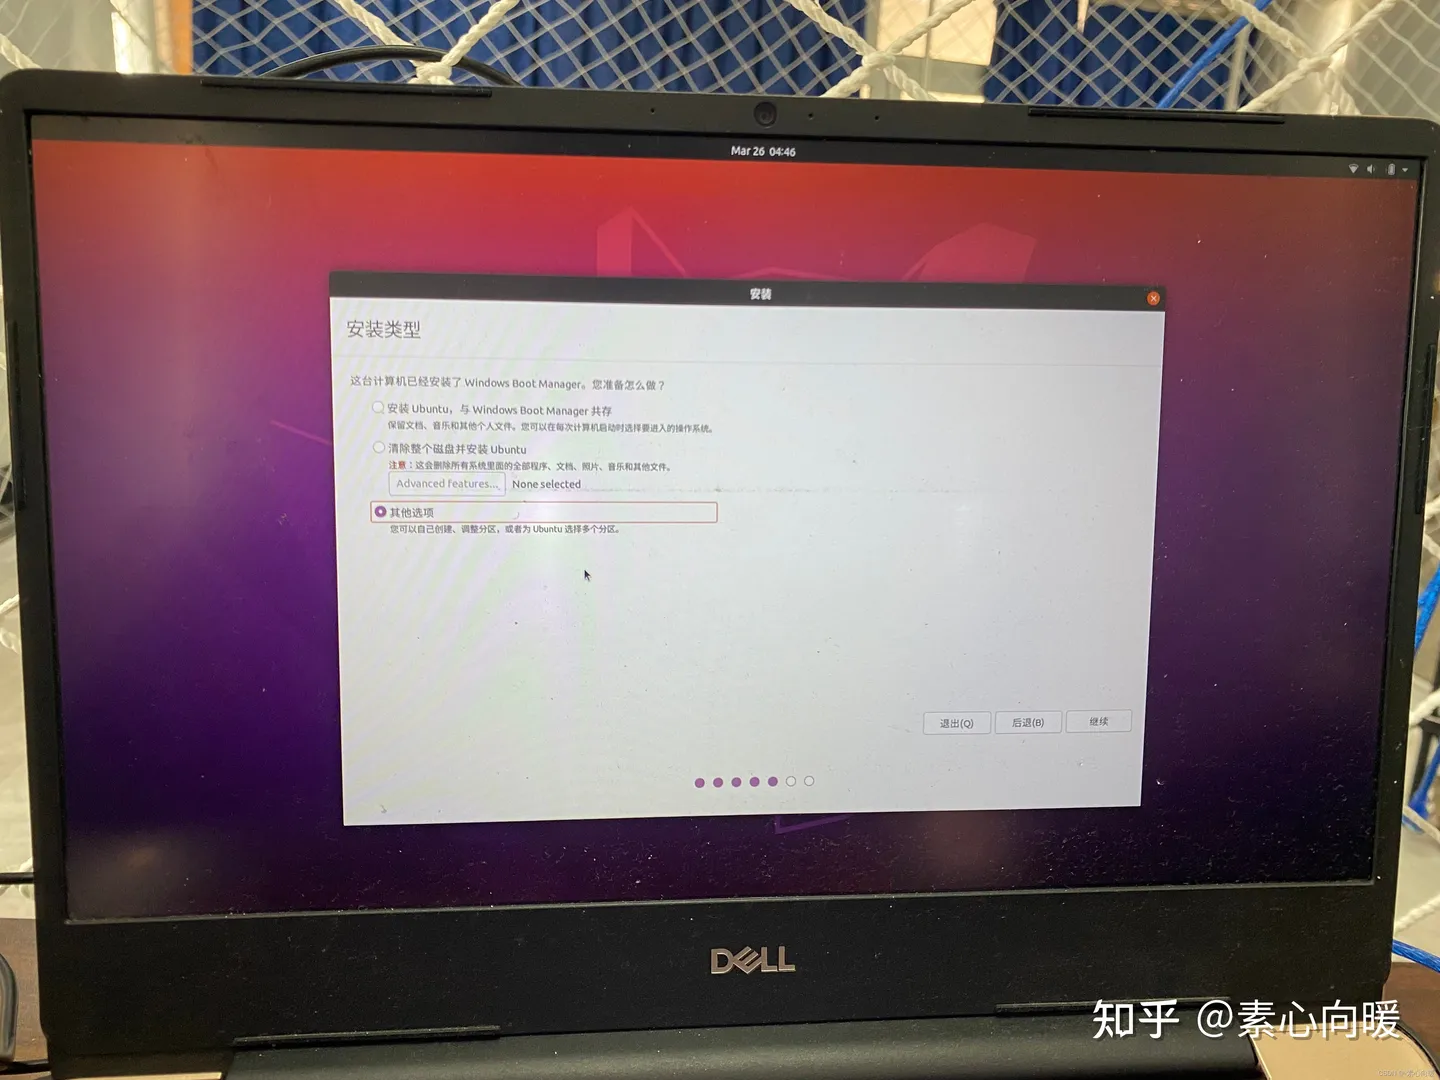 Mar 26 04:46
安装
安装类型
这台计算机已经安装了 Windows Boot Manager。您准备怎么做？
安装 Ubuntu，与 Windows Boot Manager 共存
保留文档、音乐和其他个人文件。您可以在每次计算机启动时选择要进入的操作系统。
清除整个磁盘并安装 Ubuntu
注意：这会删除所有系统里面的全部程序、文档、照片、音乐和其他文件。
Advanced features... None selected
其他选项
您可以自己创建、调整分区，或者为 Ubuntu 选择多个分区。
退出(Q) 后退(B) 继续
DELL
知乎 @素心向暖